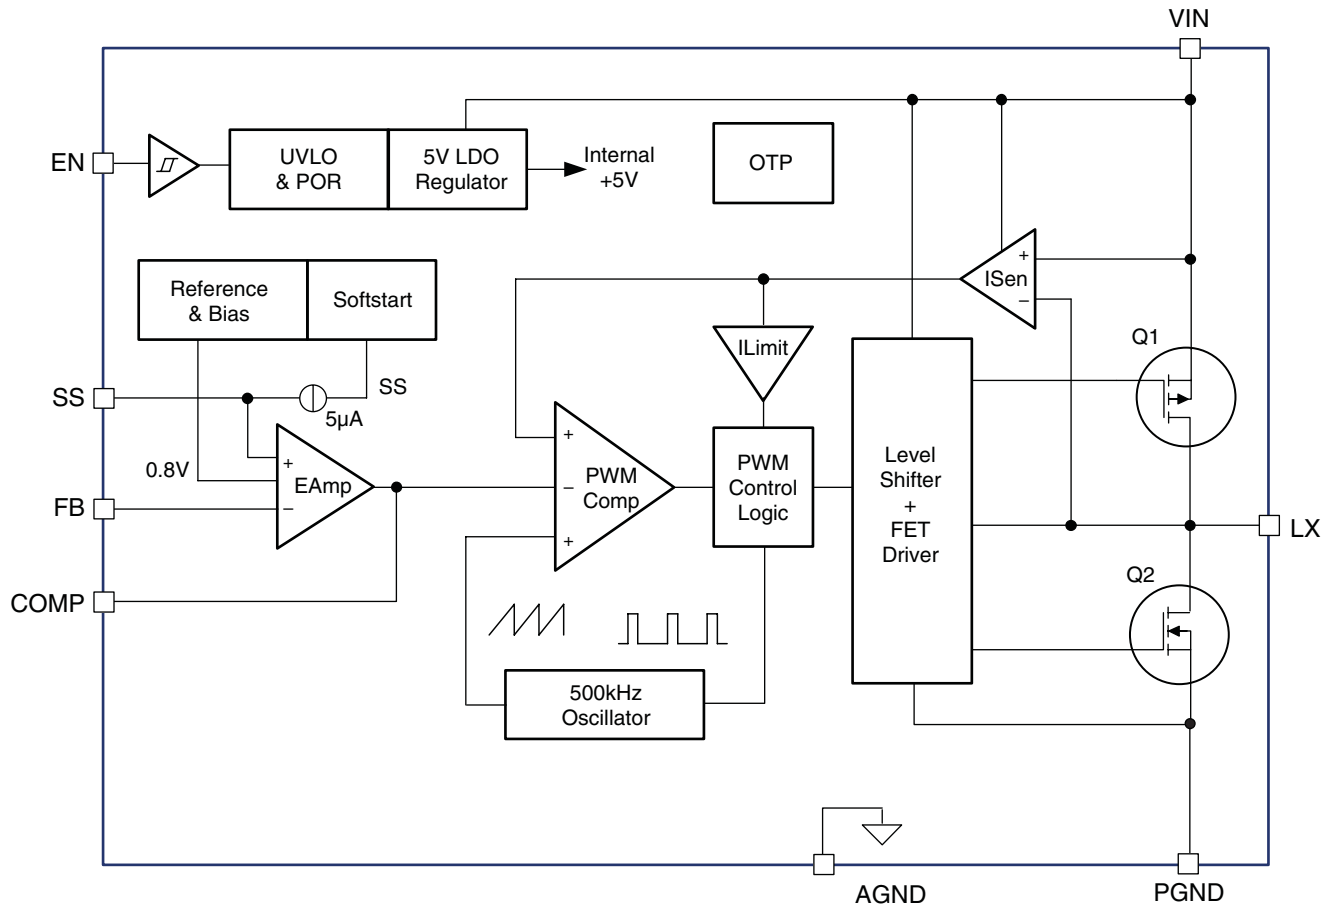 VIN
EN
UVLO
& POR
5V LDO
Regulator
Internal
+5V
OTP
Reference
& Bias
Softstart
+
ISen
−
ILimit
Q1
SS
SS
5µA
0.8V
+
EAmp
−
FB
+
PWM
Comp
−
+
PWM
Control
Logic
Level
Shifter
+
FET
Driver
LX
Q2
COMP
500kHz
Oscillator
AGND
PGND